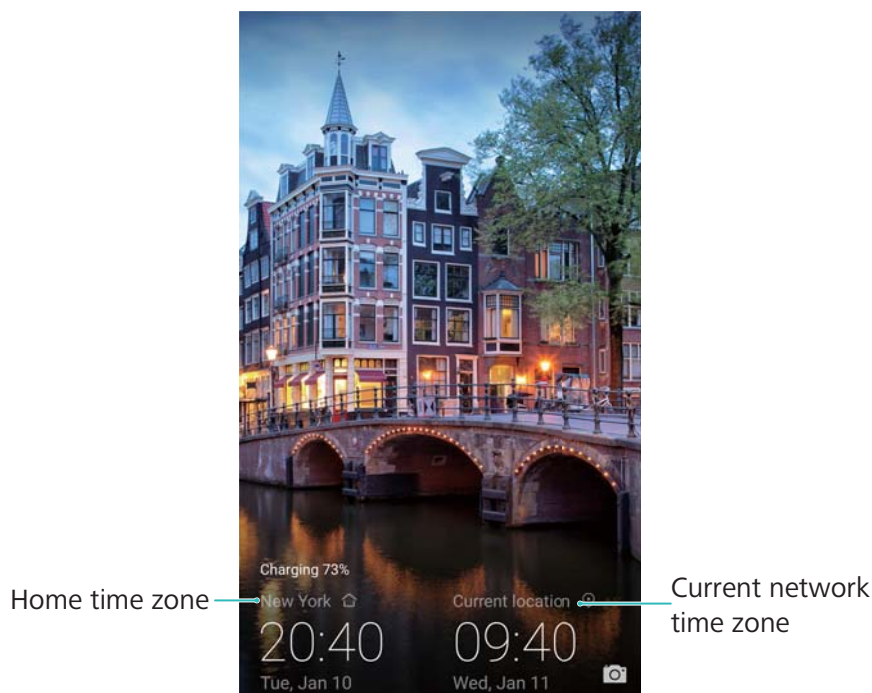 Charging 73%
Home time zone
New York
Current location
Current network
time zone
20:40
09:40
Tue, Jan 10
Wed, Jan 11